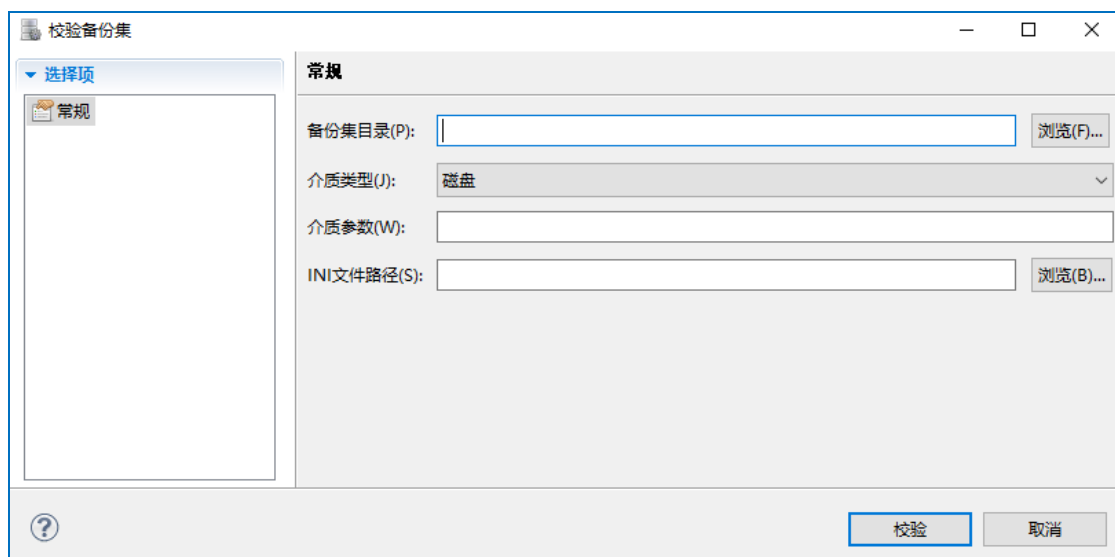 校验备份集
选择项
常规
常规
备份集目录(P):
浏览(F)...
介质类型(J):
磁盘
介质参数(W):
INI文件路径(S):
浏览(B)...
?
校验
取消